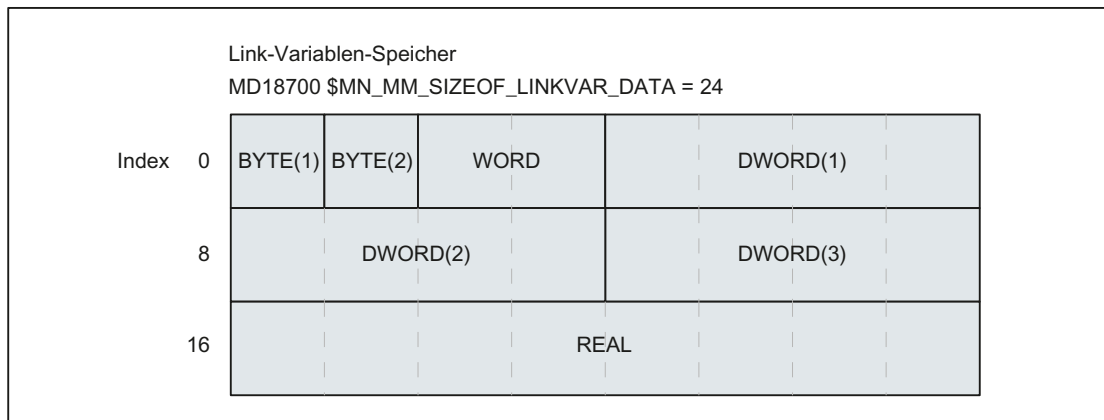 Link-Variablen-Speicher
MD18700 $MN_MM_SIZEOF_LINKVAR_DATA = 24
Index 0 BYTE(1) BYTE(2) WORD DWORD(1)
8 DWORD(2) DWORD(3)
16 REAL